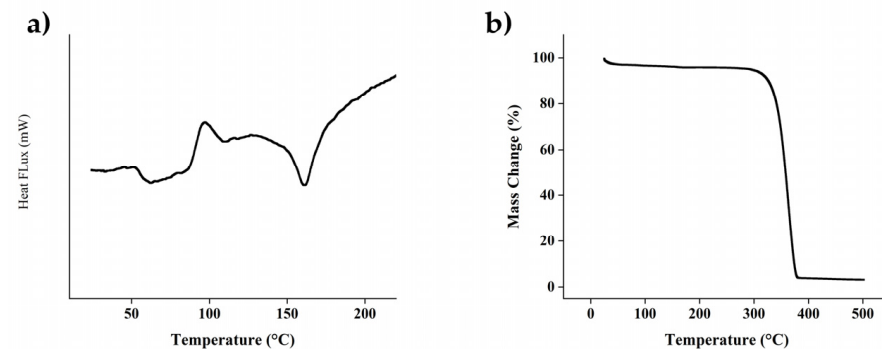 a)
Heat FLux (mW)
50 100 150 200
Temperature (°C)
b)
Mass Change (%)
100
80
60
40
20
0
0 100 200 300 400 500
Temperature (°C)